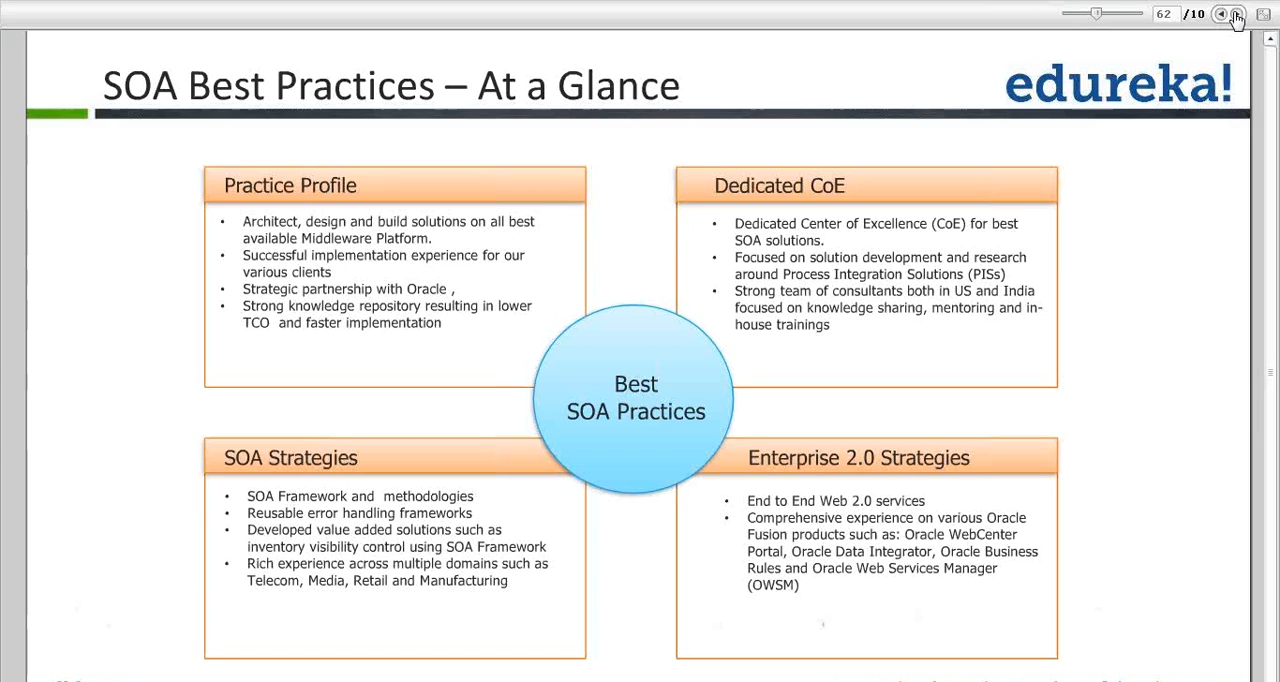 62 /10
SOA Best Practices – At a Glance
edureka!
Practice Profile
• Architect, design and build solutions on all best
available Middleware Platform.
• Successful implementation experience for our
various clients
• Strategic partnership with Oracle ,
• Strong knowledge repository resulting in lower
TCO and faster implementation
Dedicated CoE
• Dedicated Center of Excellence (CoE) for best
SOA solutions.
• Focused on solution development and research
around Process Integration Solutions (PISs)
• Strong team of consultants both in US and India
focused on knowledge sharing, mentoring and in-
house trainings
Best
SOA Practices
SOA Strategies
• SOA Framework and methodologies
• Reusable error handling frameworks
• Developed value added solutions such as
inventory visibility control using SOA Framework
• Rich experience across multiple domains such as
Telecom, Media, Retail and Manufacturing
Enterprise 2.0 Strategies
• End to End Web 2.0 services
• Comprehensive experience on various Oracle
Fusion products such as: Oracle WebCenter
Portal, Oracle Data Integrator, Oracle Business
Rules and Oracle Web Services Manager
(OWSM)